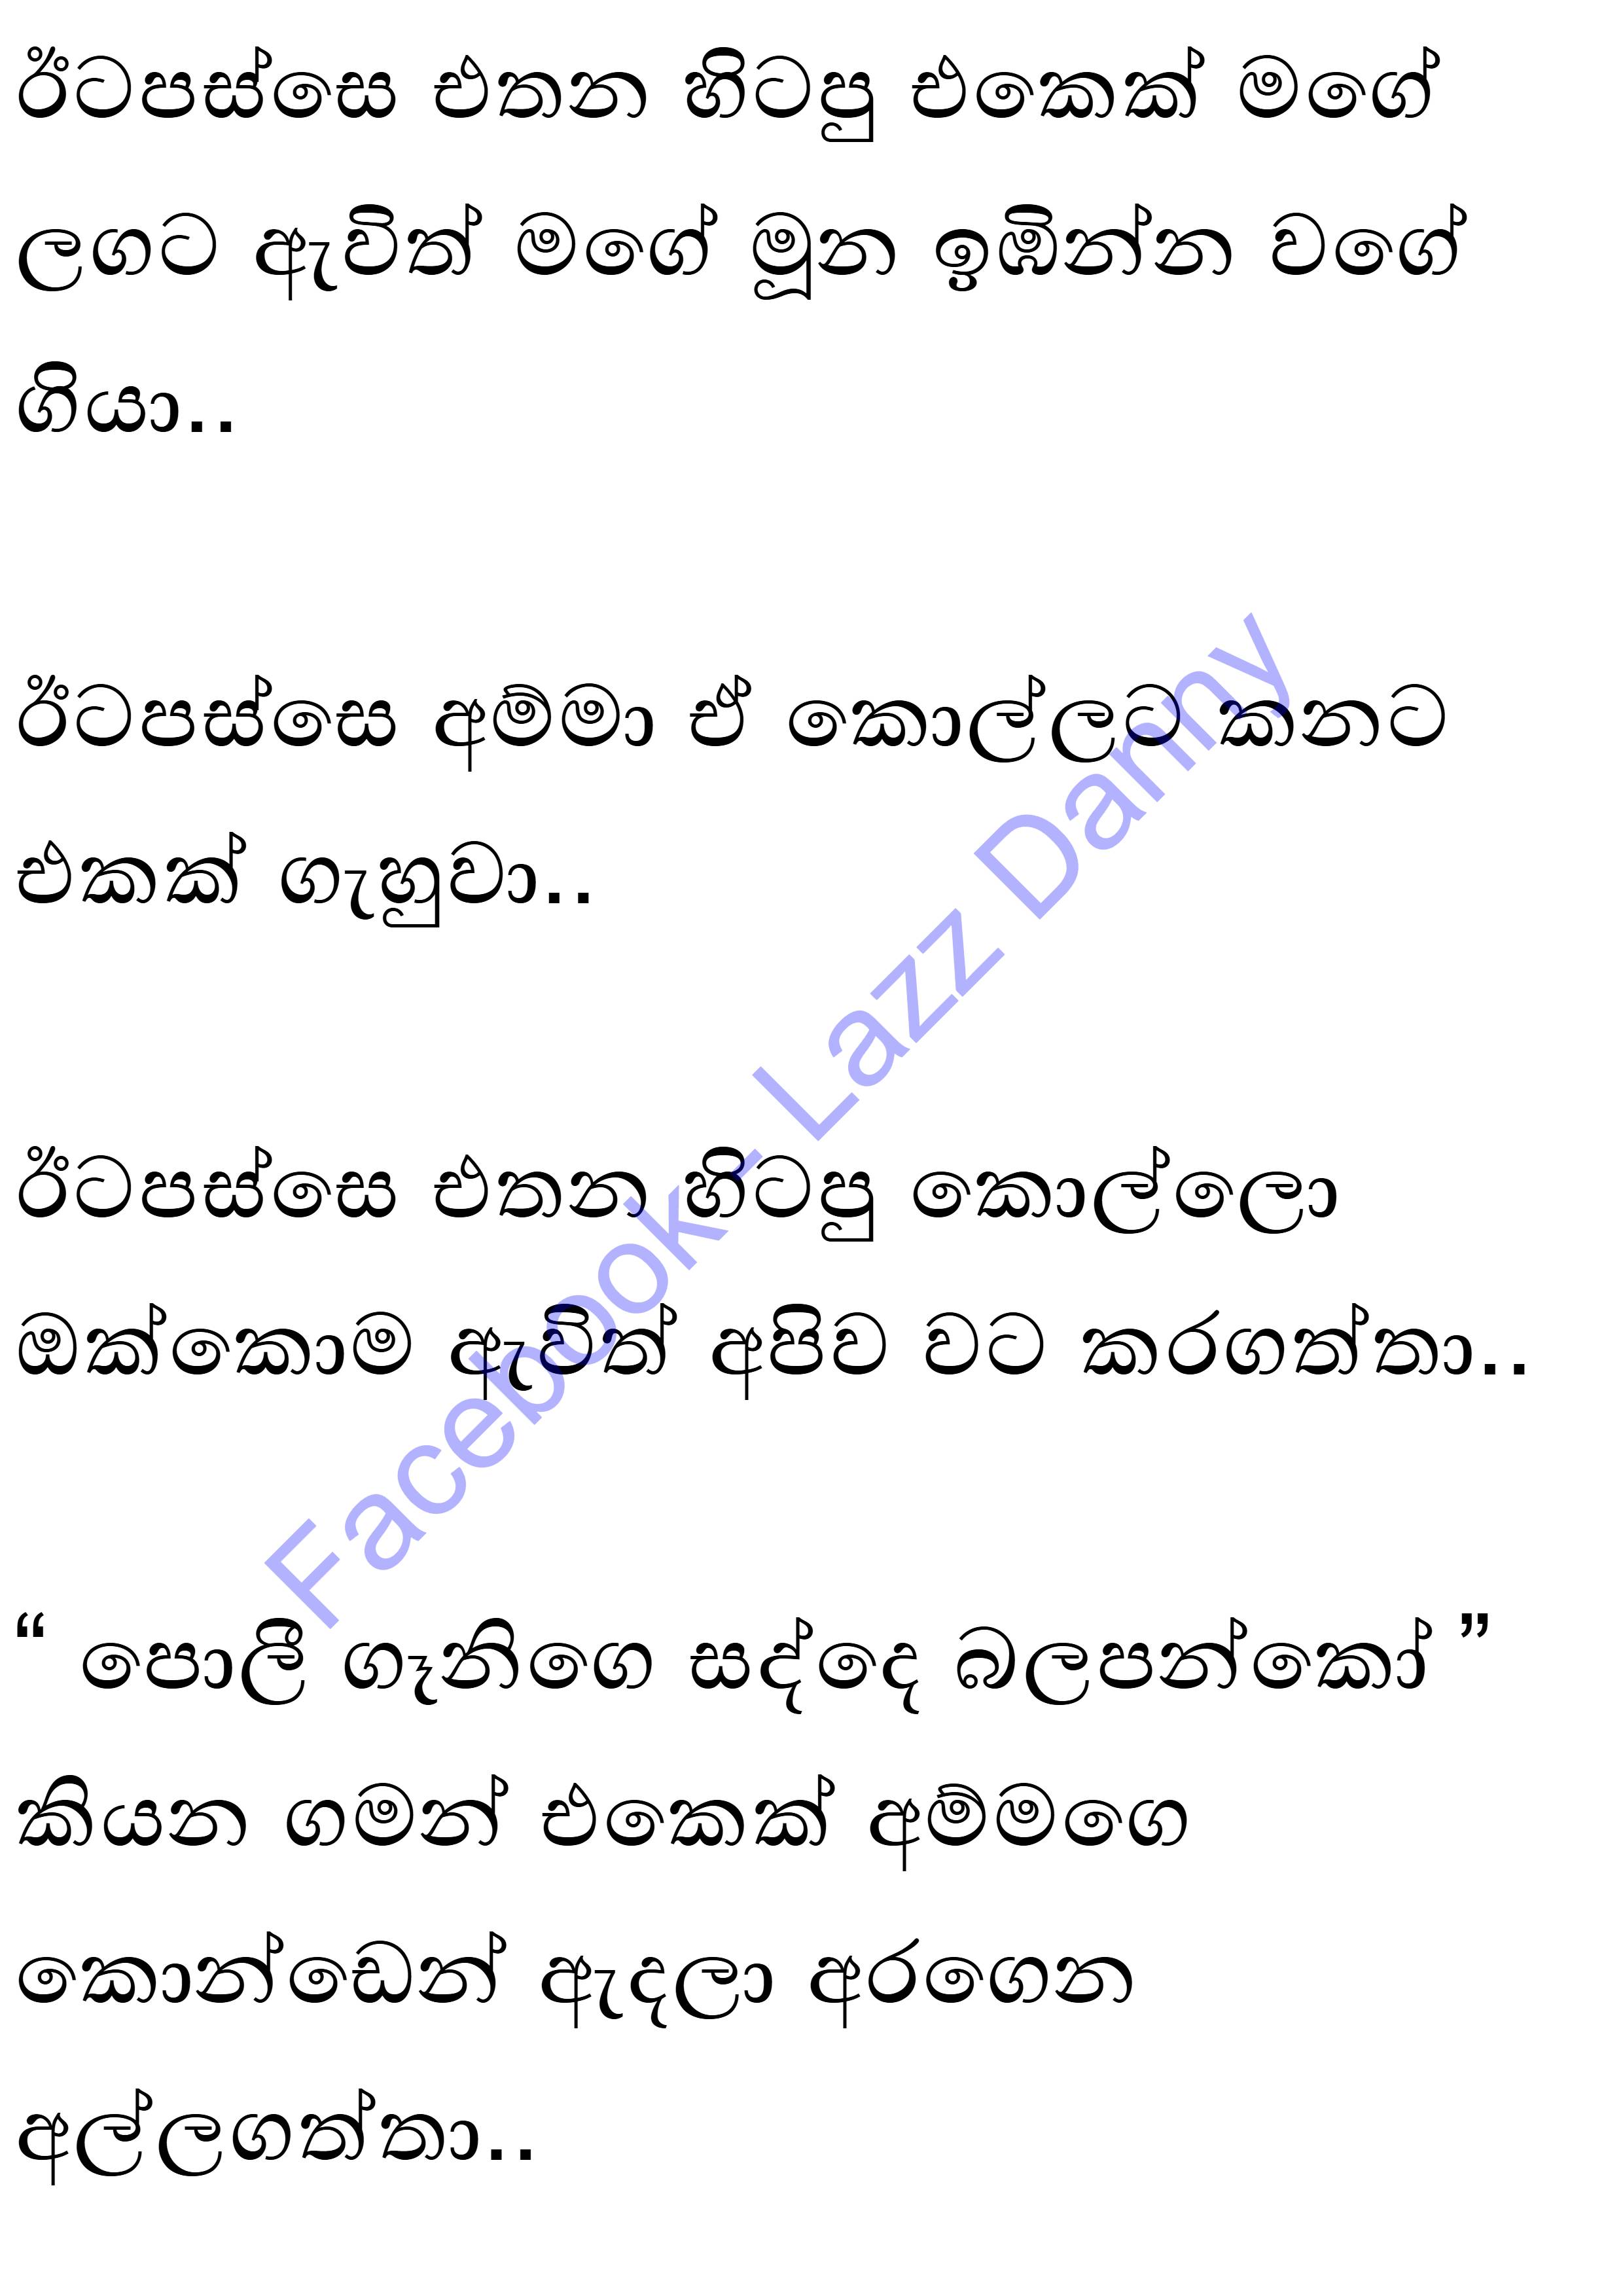 ඊටපස්සෙ එතන හිටපු එකෙක් මගේ
ලගට ඇවිත් මගේ මූන ඉඹින්න වගේ
ගියා..
ඊටපස්සෙ අම්මා ඒ කොල්ලට කනට
එකක් ගැහුවා..
ඊටපස්සෙ එතන හිටපු කොල්ලො
ඔක්කොම ඇවිත් අපිව වට කරගත්තා..
“ පොලී ගෑනිගෙ සද්දෙ බලපන්කෝ ”
කියන ගමන් එකෙක් අම්මගෙ
කොන්ඩෙන් ඇදලා අරගෙන
අල්ලගත්තා..
Facebook - Lazz Danny